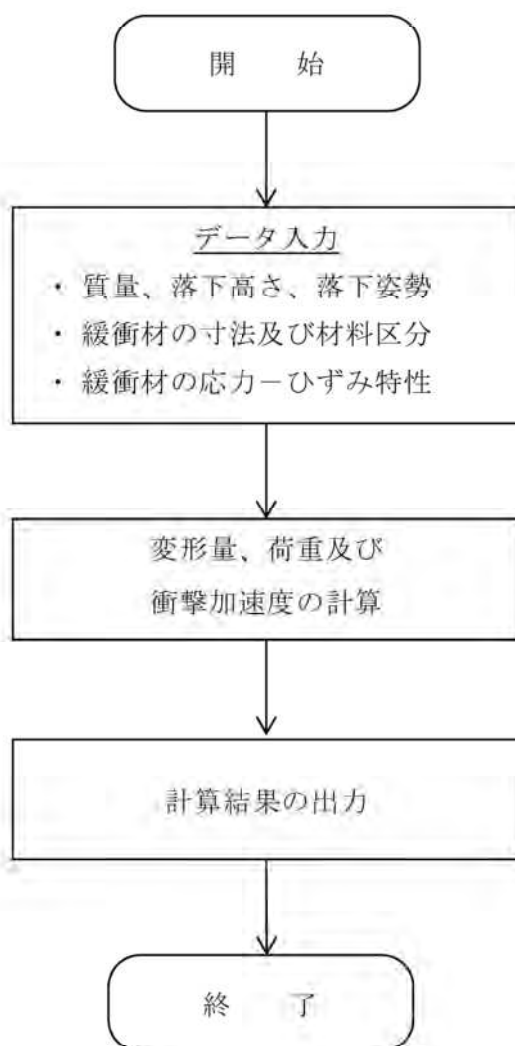 開　　始
データ入力
・ 質量、落下高さ、落下姿勢
・ 緩衝材の寸法及び材料区分
・ 緩衝材の応力－ひずみ特性
変形量、荷重及び
衝撃加速度の計算
計算結果の出力
終　　了